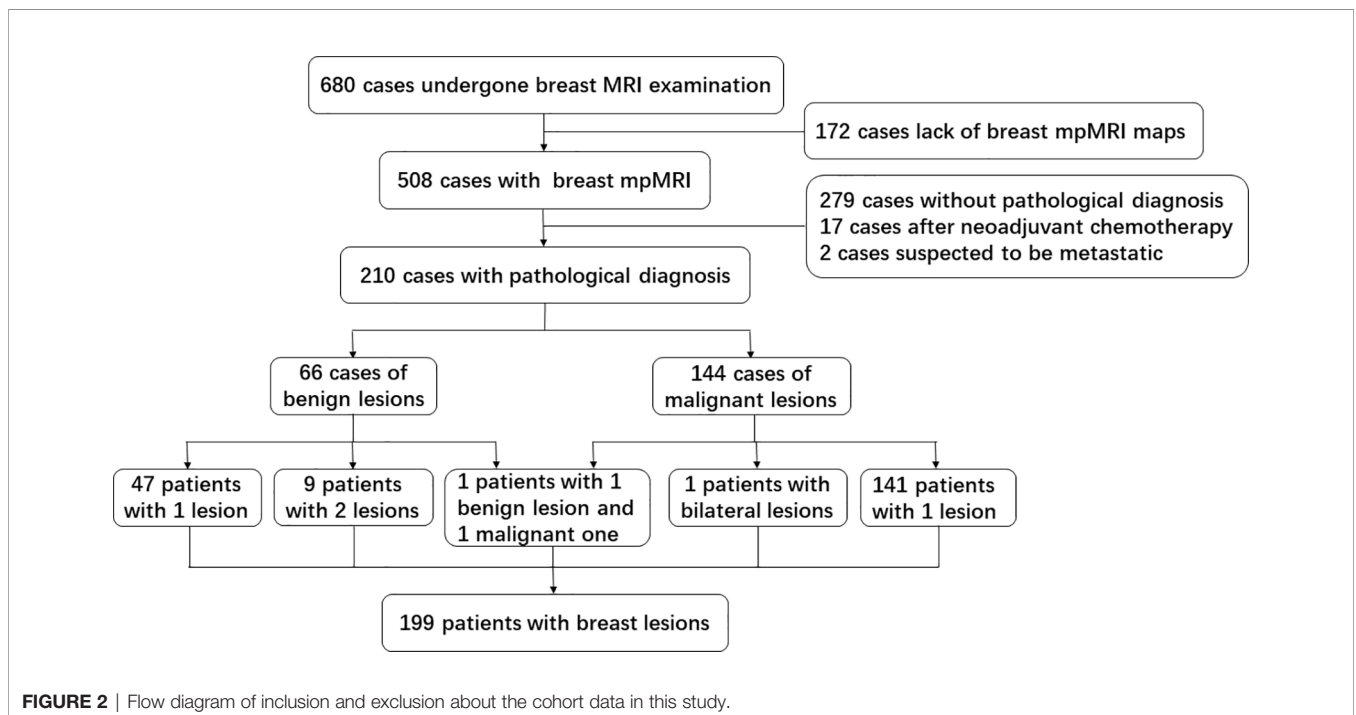 680 cases undergone breast MRI examination
172 cases lack of breast mpMRI maps
508 cases with breast mpMRI
279 cases without pathological diagnosis
17 cases after neoadjuvant chemotherapy
2 cases suspected to be metastatic
210 cases with pathological diagnosis
66 cases of
benign lesions
144 cases of
malignant lesions
47 patients
with 1 lesion
9 patients
with 2 lesions
1 patients with 1
benign lesion and
1 malignant one
1 patients with
bilateral lesions
141 patients
with 1 lesion
199 patients with breast lesions
FIGURE 2 | Flow diagram of inclusion and exclusion about the cohort data in this study.